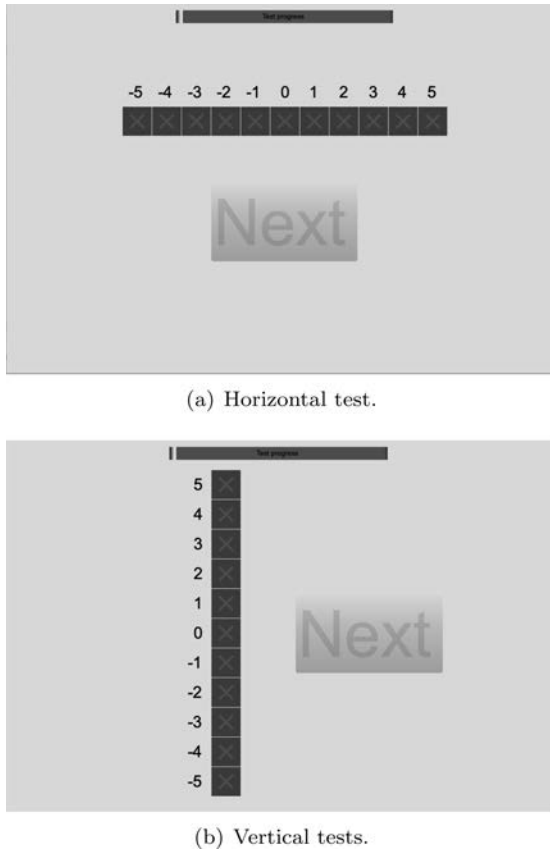 Test progress
-5 -4 -3 -2 -1 0 1 2 3 4 5
Next
(a) Horizontal test.
Test progress
5
4
3
2
1
0
-1
-2
-3
-4
-5
Next
(b) Vertical tests.